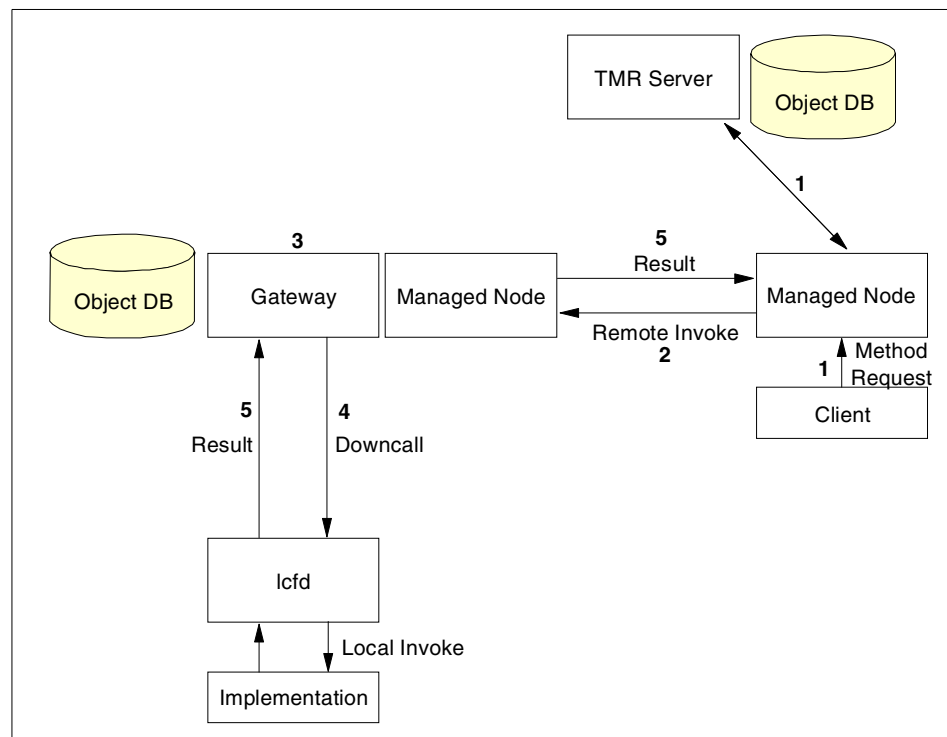 TMR Server
Object DB
1
3
5
Result
Object DB
Gateway
Managed Node
Managed Node
Remote Invoke
2
1
Method
Request
Client
5
4
Result
Downcall
lcfd
Local Invoke
Implementation